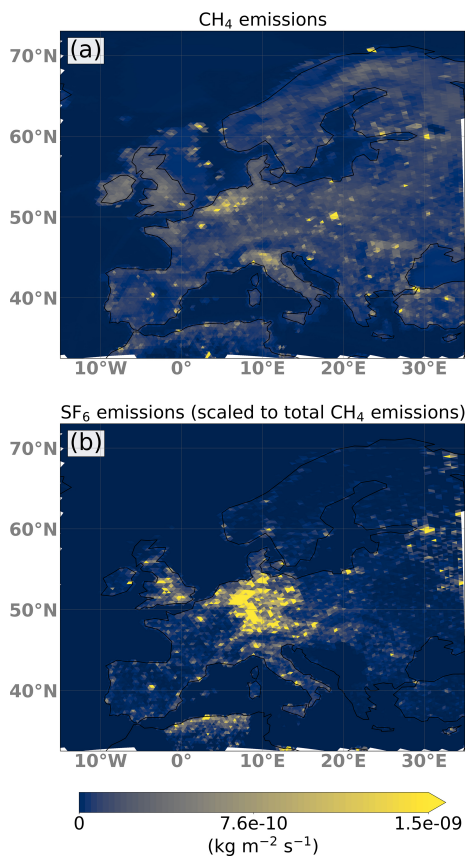 CH₄ emissions
(a)
70°N
60°N
50°N
40°N
10°W 0° 10°E 20°E 30°E
SF₆ emissions (scaled to total CH₄ emissions)
(b)
70°N
60°N
50°N
40°N
10°W 0° 10°E 20°E 30°E
0 7.6e-10 1.5e-09
(kg m⁻² s⁻¹)